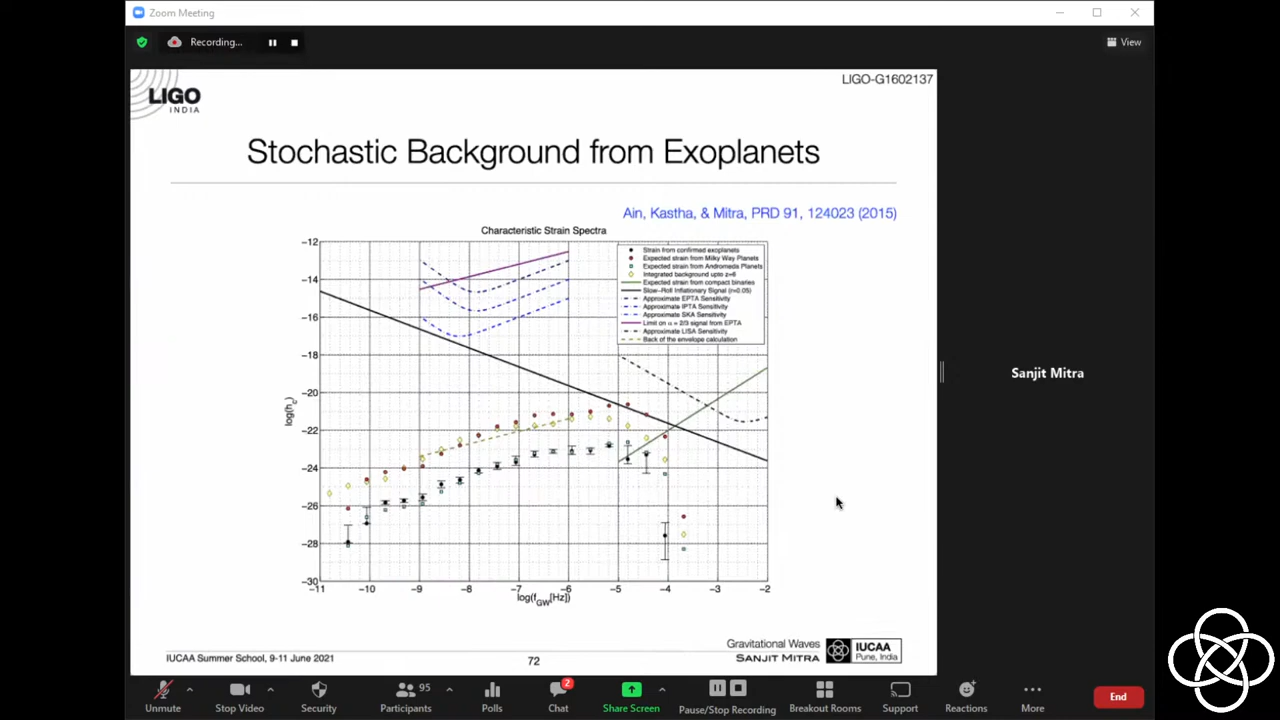 Zoom Meeting
Recording...
View
LIGO-G1602137
LIGO
INDIA
Stochastic Background from Exoplanets
Ain, Kastha, & Mitra, PRD 91, 124023 (2015)
Characteristic Strain Spectra
Strain from confirmed exoplanets
Expected strain from Milky Way Planets
Expected strain from Andromeda Planets
Integrated background upto z=6
Expected strain from compact binaries
Slow-Roll Inflationary Signal (r=0.05)
Approximate EPTA Sensitivity
Approximate IPTA Sensitivity
Approximate SKA Sensitivity
Limit on α = 2/3 signal from EPTA
Approximate LISA Sensitivity
Back of the envelope calculation
−12
−14
−16
−18
−20
−22
−24
−26
−28
−30
log(hc)
−11 −10 −9 −8 −7 −6 −5 −4 −3 −2
log(fGW[Hz])
Sanjit Mitra
Gravitational Waves
SANJIT MITRA
IUCAA
Pune, India
IUCAA Summer School, 9-11 June 2021
72
Unmute
Stop Video
Security
95
Participants
Polls
2
Chat
Share Screen
Pause/Stop Recording
Breakout Rooms
Support
Reactions
More
End